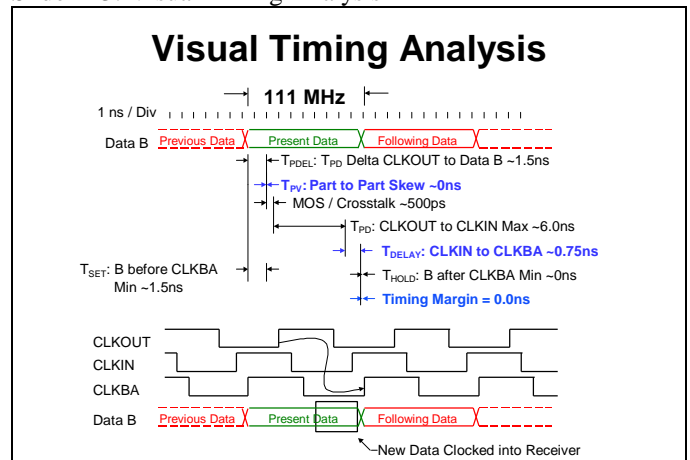 Visual Timing Analysis
111 MHz
1 ns / Div
Data B Previous Data Present Data Following Data
TPDEL: TPD Delta CLKOUT to Data B ~1.5ns
TPV: Part to Part Skew ~0ns
MOS / Crosstalk ~500ps
TPD: CLKOUT to CLKIN Max ~6.0ns
TDELAY: CLKIN to CLKBA ~0.75ns
TSET: B before CLKBA
Min ~1.5ns
THOLD: B after CLKBA Min ~0ns
Timing Margin = 0.0ns
CLKOUT
CLKIN
CLKBA
Data B Previous Data Present Data Following Data
New Data Clocked into Receiver